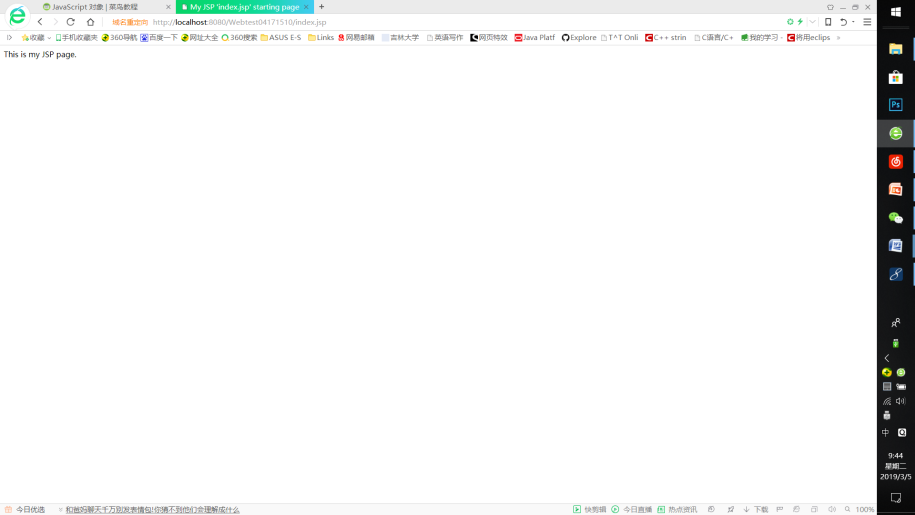 JavaScript 对象 | 菜鸟教程
My JSP 'index.jsp' starting page
域名重定向 http://localhost:8080/Webtest04171510/index.jsp
收藏 手机收藏夹 360导航 百度一下 网址大全 360搜索 ASUS E-S Links 网易邮箱 吉林大学 英语写作 网页特效 Java Platf Explore T^T Onli C++ strin C语言/C+ 我的学习 - 将用eclips »
This is my JSP page.
Ps
中
9:44
星期二
2019/3/5
今日优选 和爸妈聊天千万别发表情包!你猜不到他们会理解成什么 快剪辑 今日直播 热点资讯 下载 100%